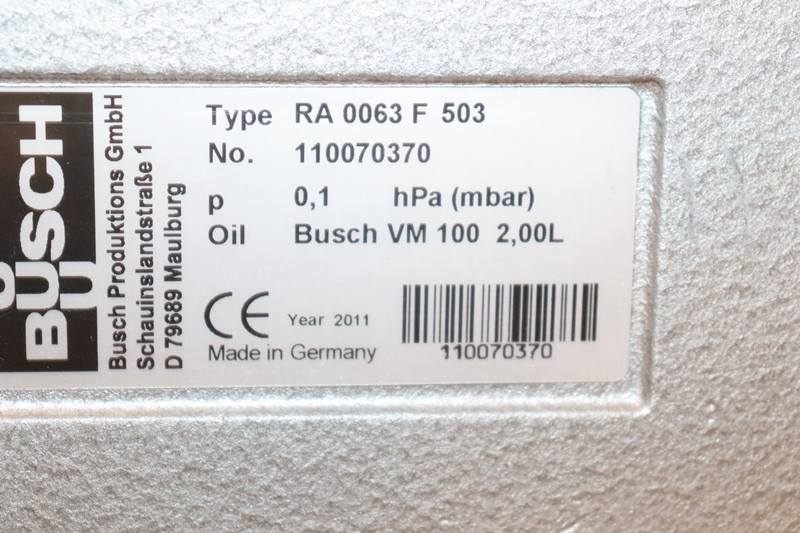 BUSCH
Busch Produktions GmbH
Schauinslandstraße 1
D 79689 Maulburg
Type RA 0063 F 503
No. 110070370
p 0,1 hPa (mbar)
Oil Busch VM 100 2,00L
CE Year 2011
Made in Germany
110070370